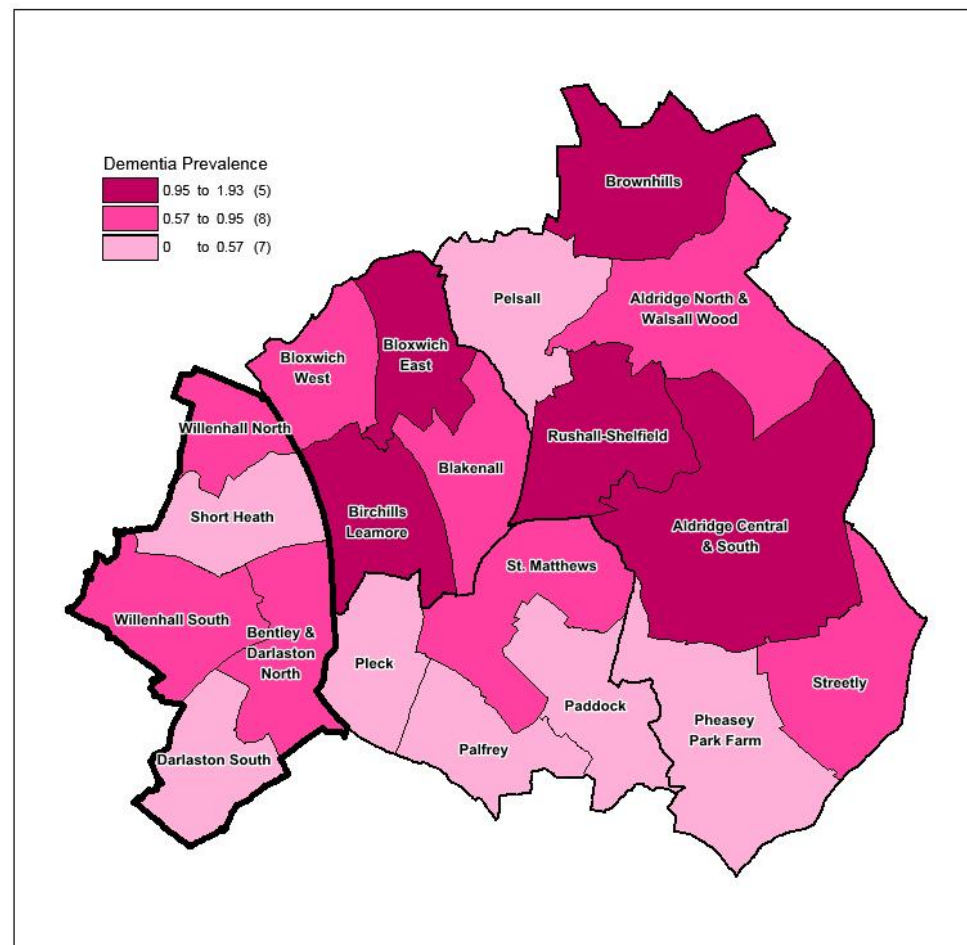 Dementia Prevalence
0.95 to 1.93 (5)
0.57 to 0.95 (8)
0 to 0.57 (7)
Brownhills
Pelsall
Aldridge North &
Walsall Wood
Bloxwich
East
Bloxwich
West
Willenhall North
Rushall-Shelfield
Blakenall
Short Heath
Birchills
Leamore
Aldridge Central
& South
St. Matthews
Willenhall South
Bentley &
Darlaston
North
Pleck
Streetly
Paddock
Pheasey
Park Farm
Palfrey
Darlaston South